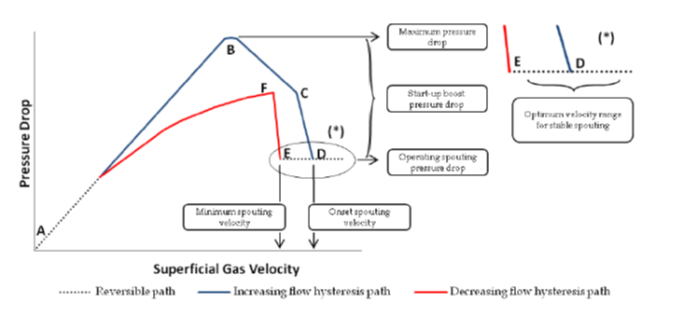 Maximum pressure
drop
(*)
B
E
D
F
C
Start-up boost
pressure drop
Optimum velocity range
for stable spouting
(*)
E
D
Operating spouting
pressure drop
Pressure Drop
A
Minimum spouting
velocity
Onset spouting
velocity
Superficial Gas Velocity
Reversible path
Increasing flow hysteresis path
Decreasing flow hysteresis path